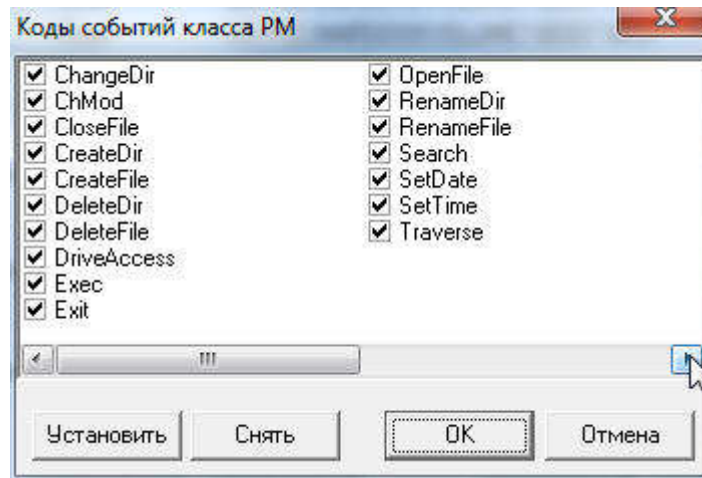 Коды событий класса РМ
ChangeDir
ChMod
CloseFile
CreateDir
CreateFile
DeleteDir
DeleteFile
DriveAccess
Exec
Exit
OpenFile
RenameDir
RenameFile
Search
SetDate
SetTime
Traverse
Установить Снять OK Отмена